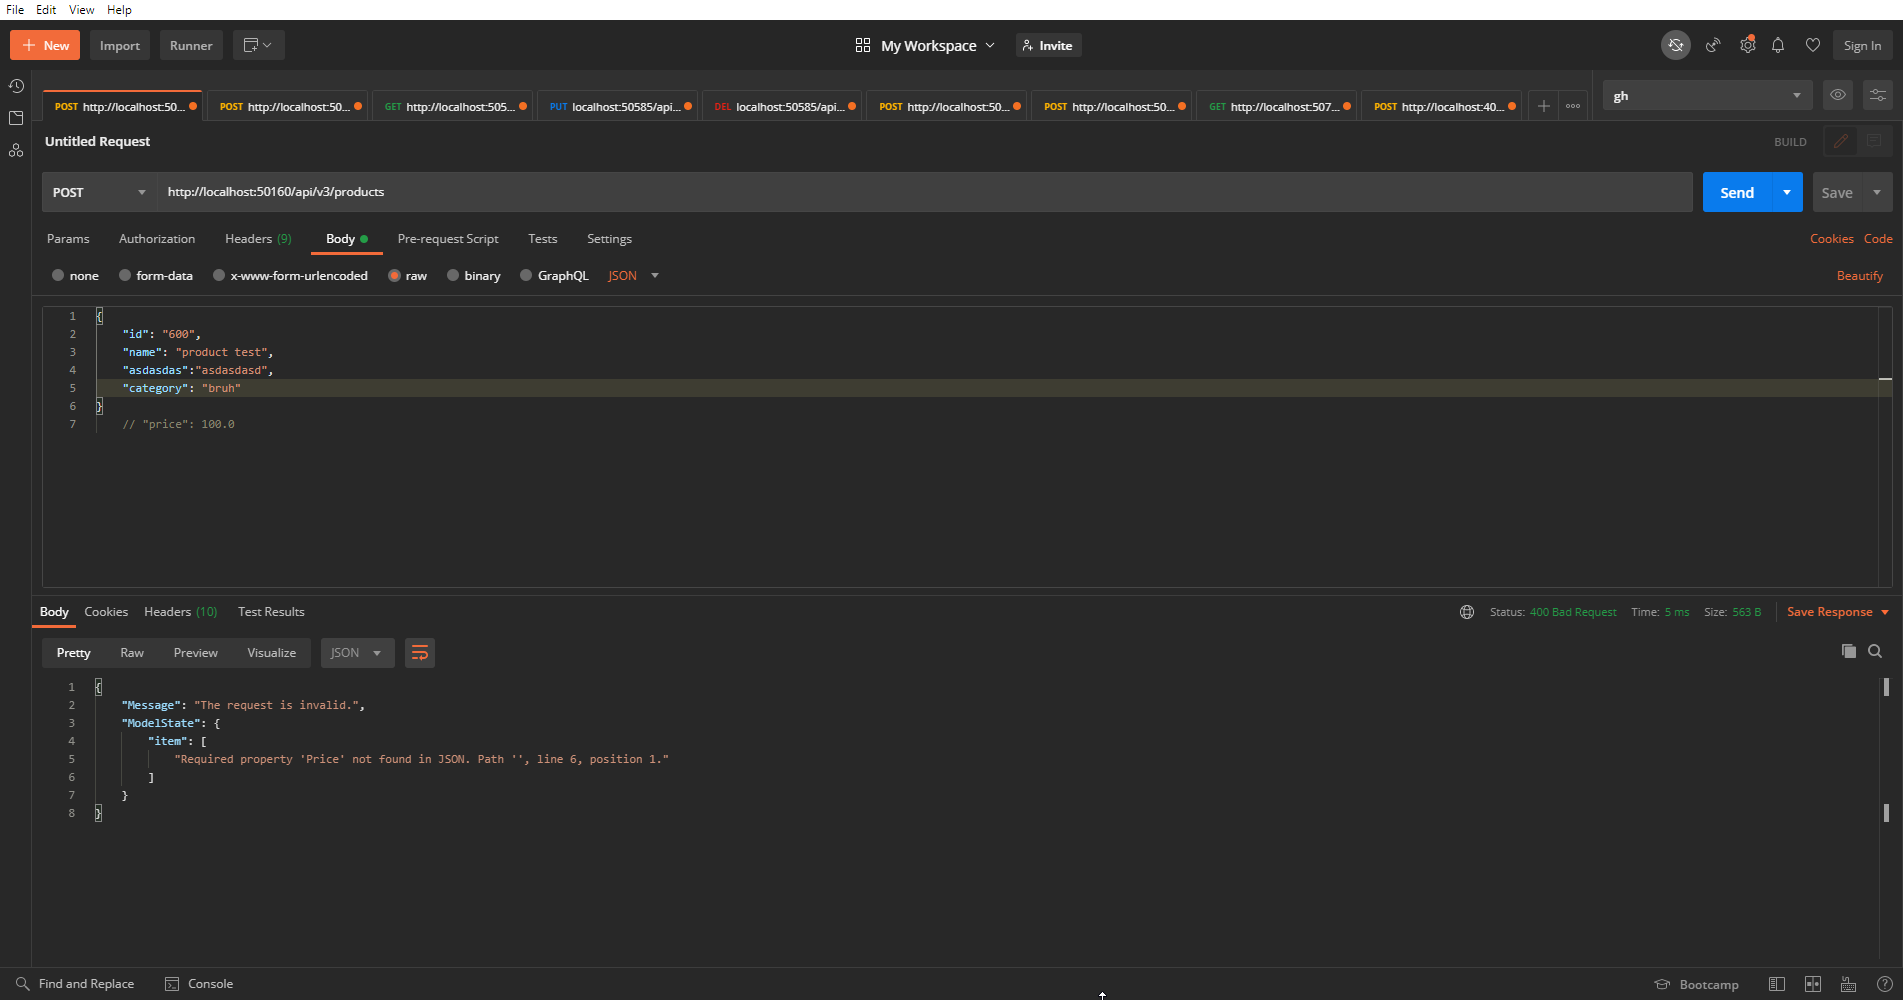 File Edit View Help
New Import Runner My Workspace Invite Sign In
POST http://localhost:50... POST http://localhost:50... GET http://localhost:505... PUT localhost:50585/api... DEL localhost:50585/api... POST http://localhost:50... POST http://localhost:50... GET http://localhost:507... POST http://localhost:40... gh
Untitled Request BUILD
POST http://localhost:50160/api/v3/products Send Save
Params Authorization Headers (9) Body Pre-request Script Tests Settings Cookies Code
none form-data x-www-form-urlencoded raw binary GraphQL JSON Beautify
1 {
2 "id": "600",
3 "name": "product test",
4 "asdasdas":"asdasdasd",
5 "category": "bruh"
6 }
7 // "price": 100.0
Body Cookies Headers (10) Test Results Status: 400 Bad Request Time: 5 ms Size: 563 B Save Response
Pretty Raw Preview Visualize JSON
1 {
2 "Message": "The request is invalid.",
3 "ModelState": {
4 "item": [
5 "Required property 'Price' not found in JSON. Path '', line 6, position 1."
6 ]
7 }
8 }
Find and Replace Console Bootcamp